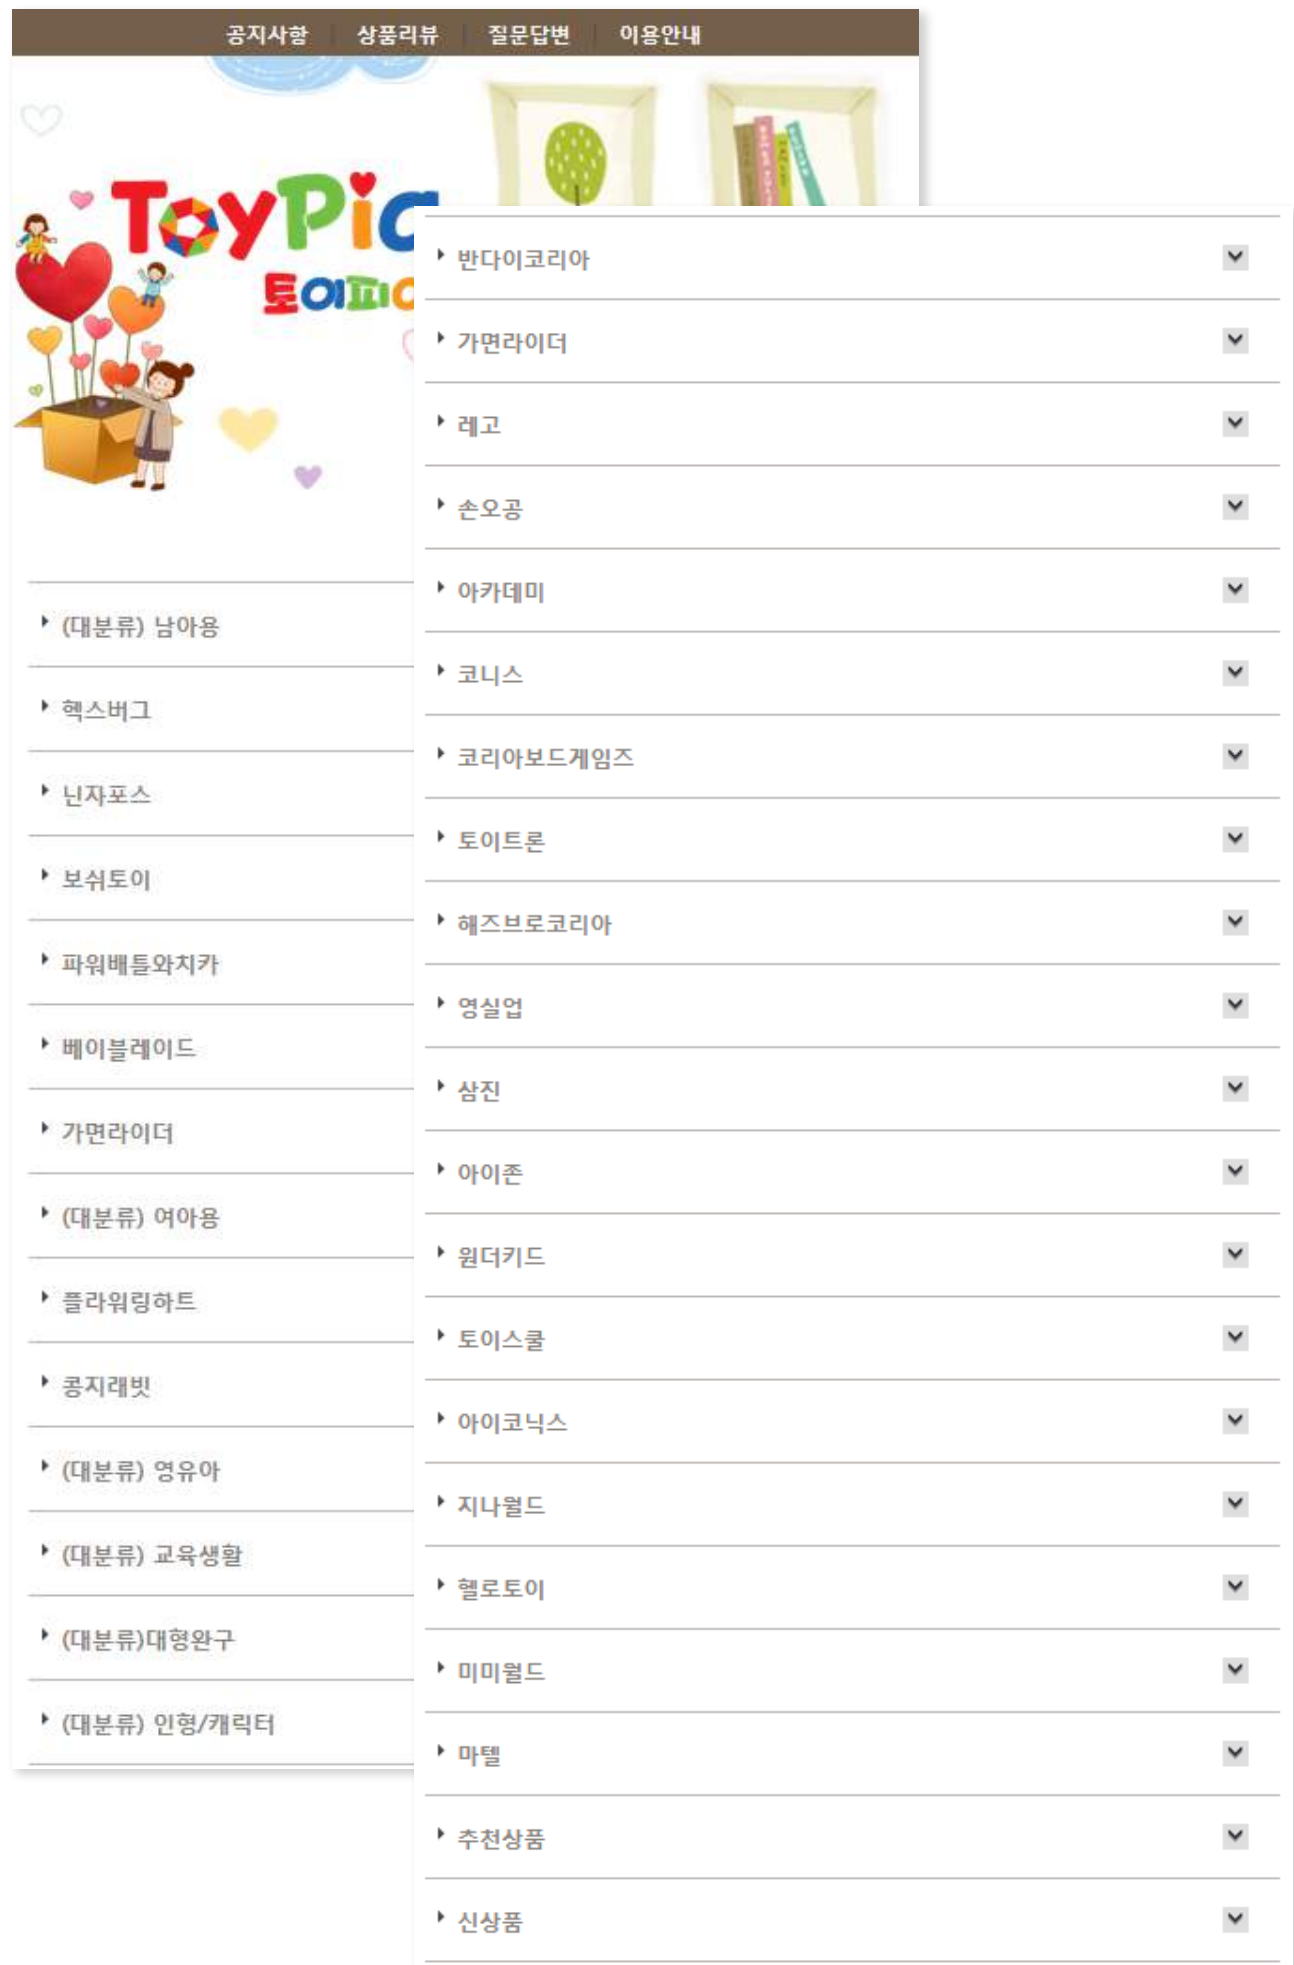 공지사항 상품리뷰 질문답변 이용안내
ToyPia
토이피아
(대분류) 남아용
헥스버그
닌자포스
보쉬토이
파워배틀와치카
베이블레이드
가면라이더
(대분류) 여아용
플라워링하트
콩지래빗
(대분류) 영유아
(대분류) 교육생활
(대분류)대형완구
(대분류) 인형/캐릭터
반다이코리아
가면라이더
레고
손오공
아카데미
코니스
코리아보드게임즈
토이트론
해즈브로코리아
영실업
삼진
아이존
원더키드
토이스쿨
아이코닉스
지나월드
헬로토이
미미월드
마텔
추천상품
신상품